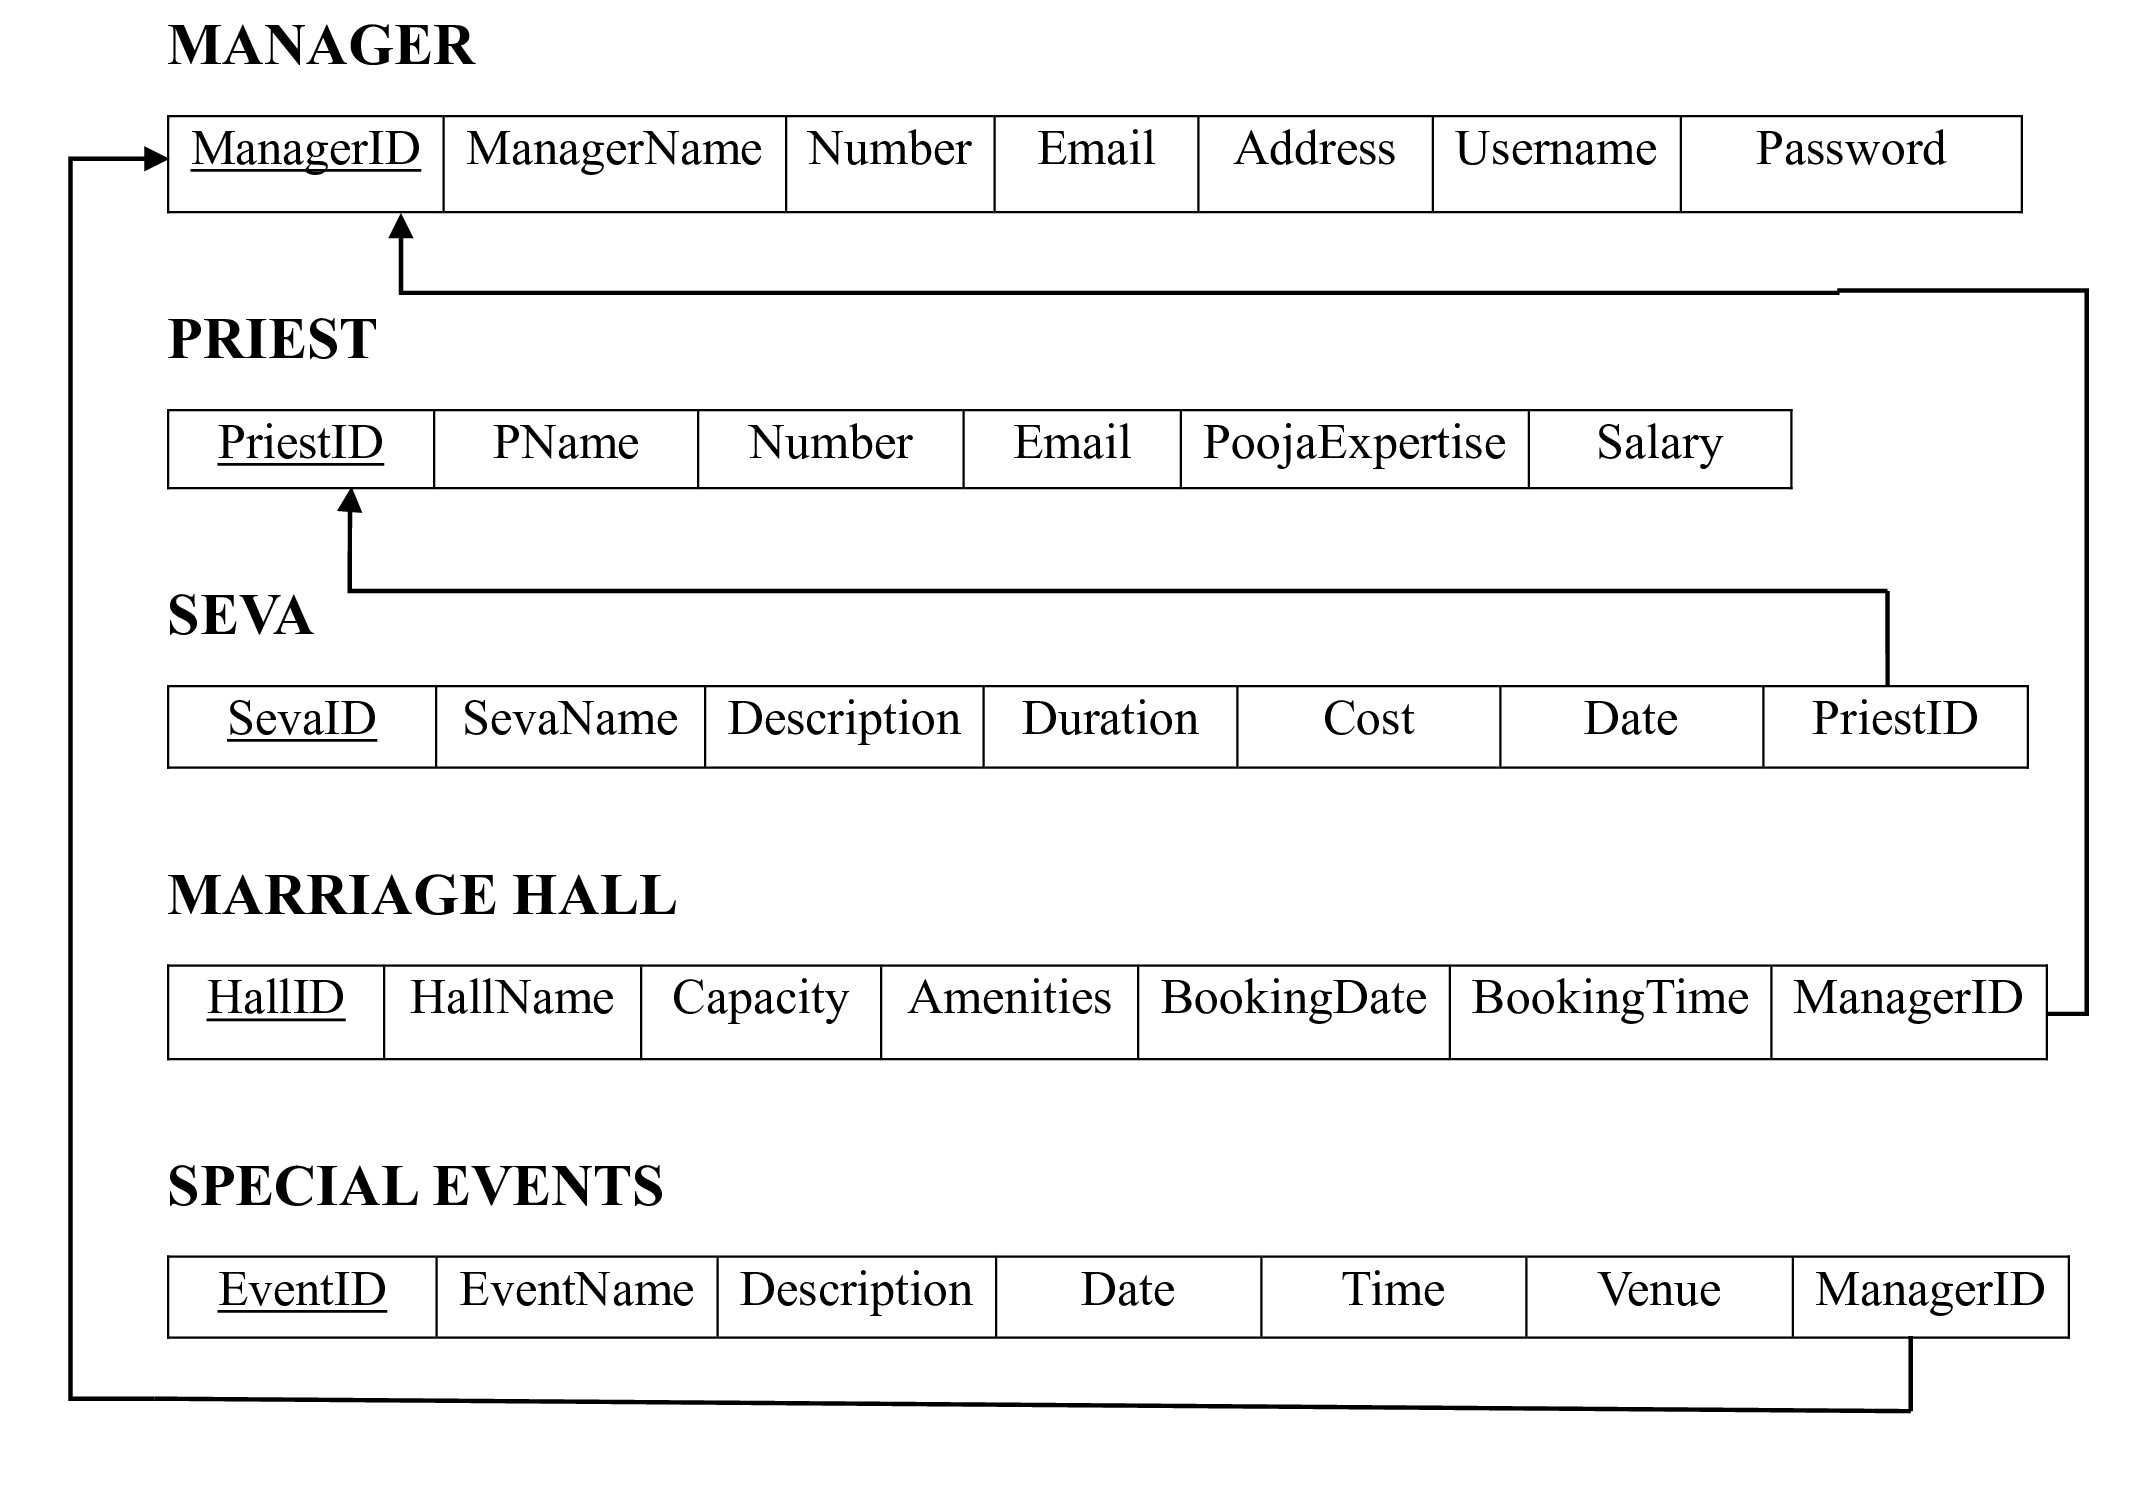 MANAGER
ManagerID ManagerName Number Email Address Username Password
PRIEST
PriestID PName Number Email PoojaExpertise Salary
SEVA
SevaID SevaName Description Duration Cost Date PriestID
MARRIAGE HALL
HallID HallName Capacity Amenities BookingDate BookingTime ManagerID
SPECIAL EVENTS
EventID EventName Description Date Time Venue ManagerID